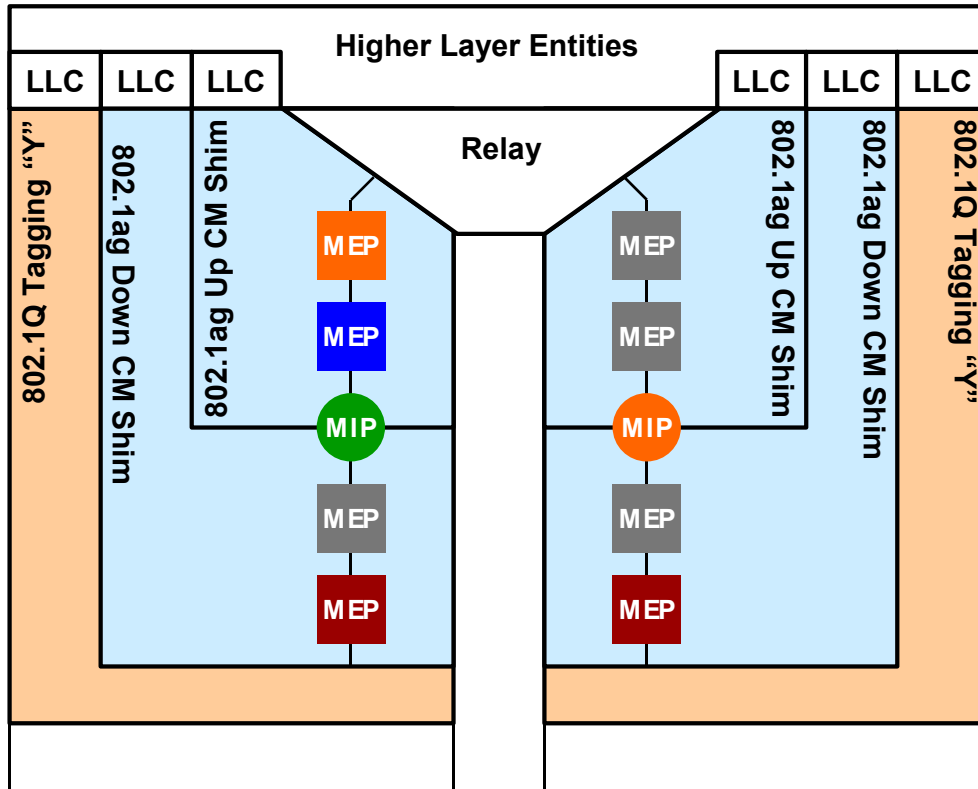 Higher Layer Entities
LLC
LLC
LLC
LLC
LLC
LLC
Relay
802.1Q Tagging “Y”
802.1ag Down CM Shim
802.1ag Up CM Shim
802.1ag Up CM Shim
802.1ag Down CM Shim
802.1Q Tagging “Y”
MEP
MEP
MEP
MEP
MIP
MIP
MEP
MEP
MEP
MEP